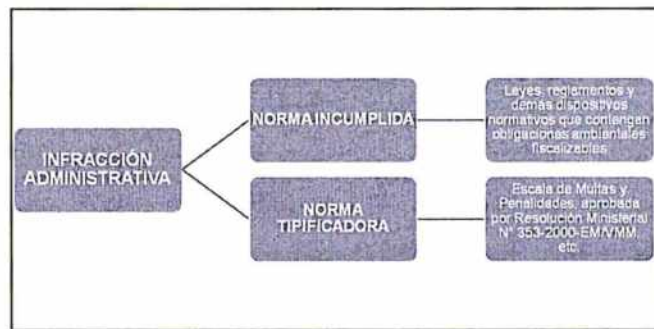 INFRACCIÓN
ADMINISTRATIVA
NORMA INCUMPLIDA
Leyes, reglamentos y
demás dispositivos
normativos que contengan
obligaciones ambientales
fiscalizables
NORMA
TIPIFICADORA
Escala de Multas y
Penalidades, aprobada
por Resolución Ministerial
N° 353-2000-EM/VMM,
etc.